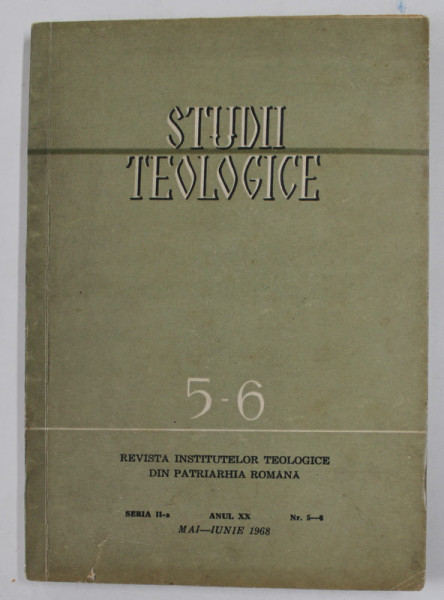 STUDII
TEOLOGICE
5-6
REVISTA INSTITUTELOR TEOLOGICE
DIN PATRIARHIA ROMÂNĂ
SERIA II-a ANUL XX Nr. 5—6
MAI—IUNIE 1968